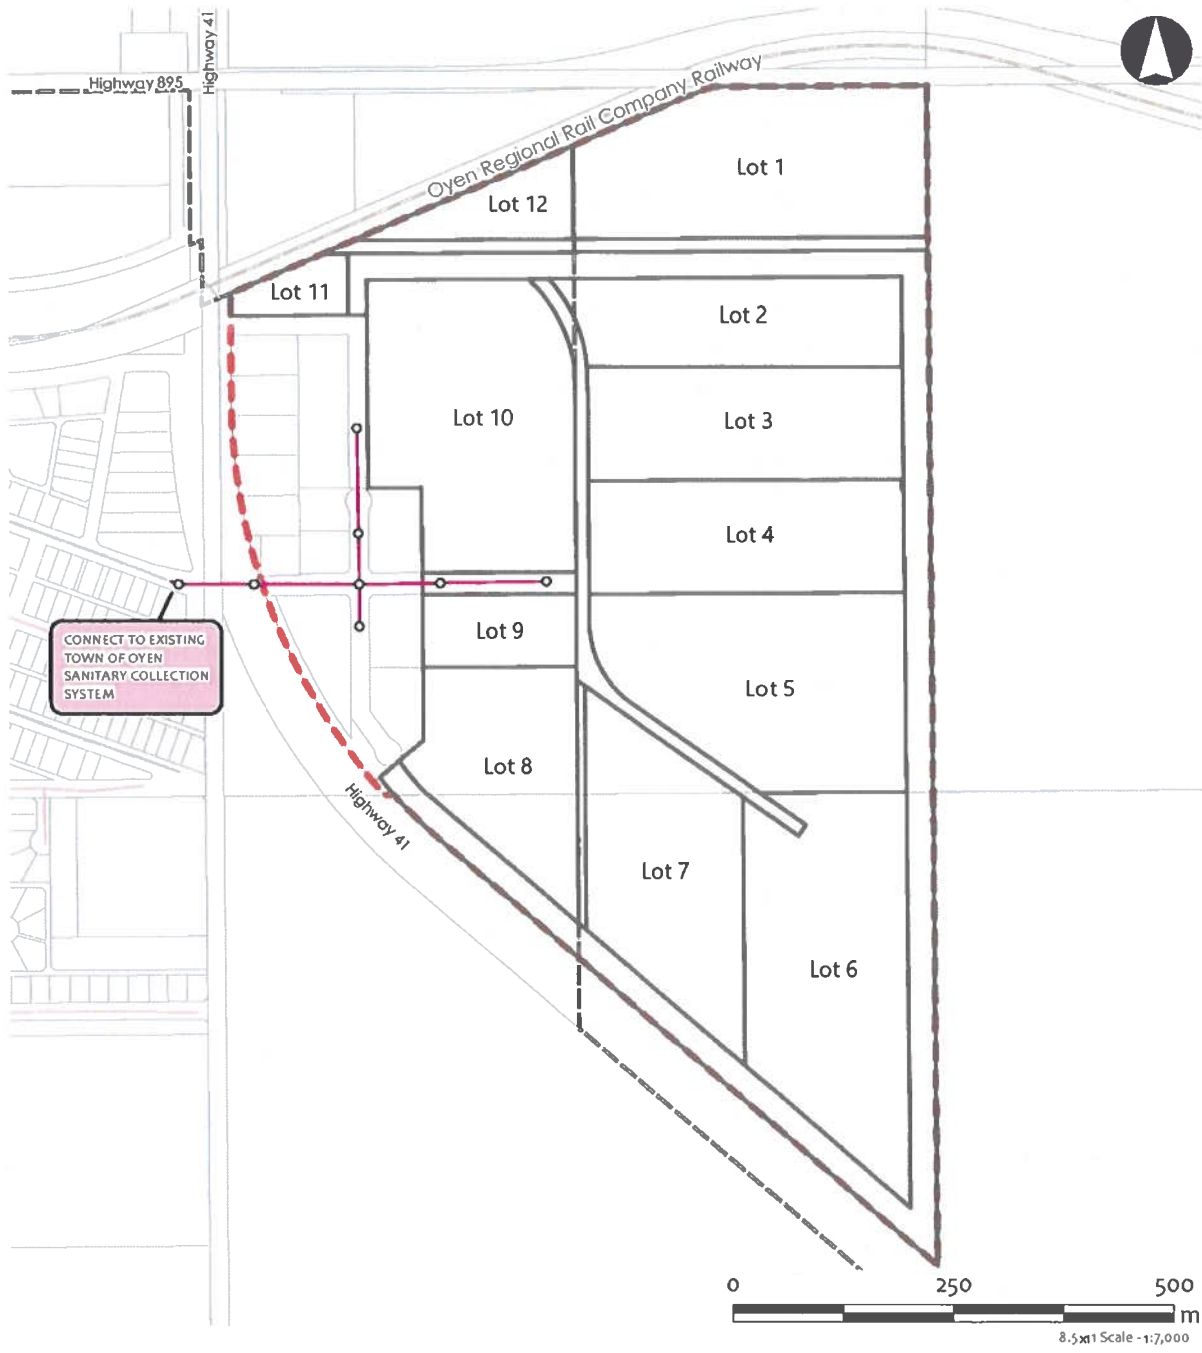 Highway 41
Highway 895
Oyen Regional Rail Company Railway
Lot 1
Lot 12
Lot 11
Lot 2
Lot 10
Lot 3
Lot 4
Lot 9
CONNECT TO EXISTING
TOWN OF OYEN
SANITARY COLLECTION
SYSTEM
Lot 5
Lot 8
Highway 41
Lot 7
Lot 6
0 250 500
m
8.5x11 Scale - 1:7,000